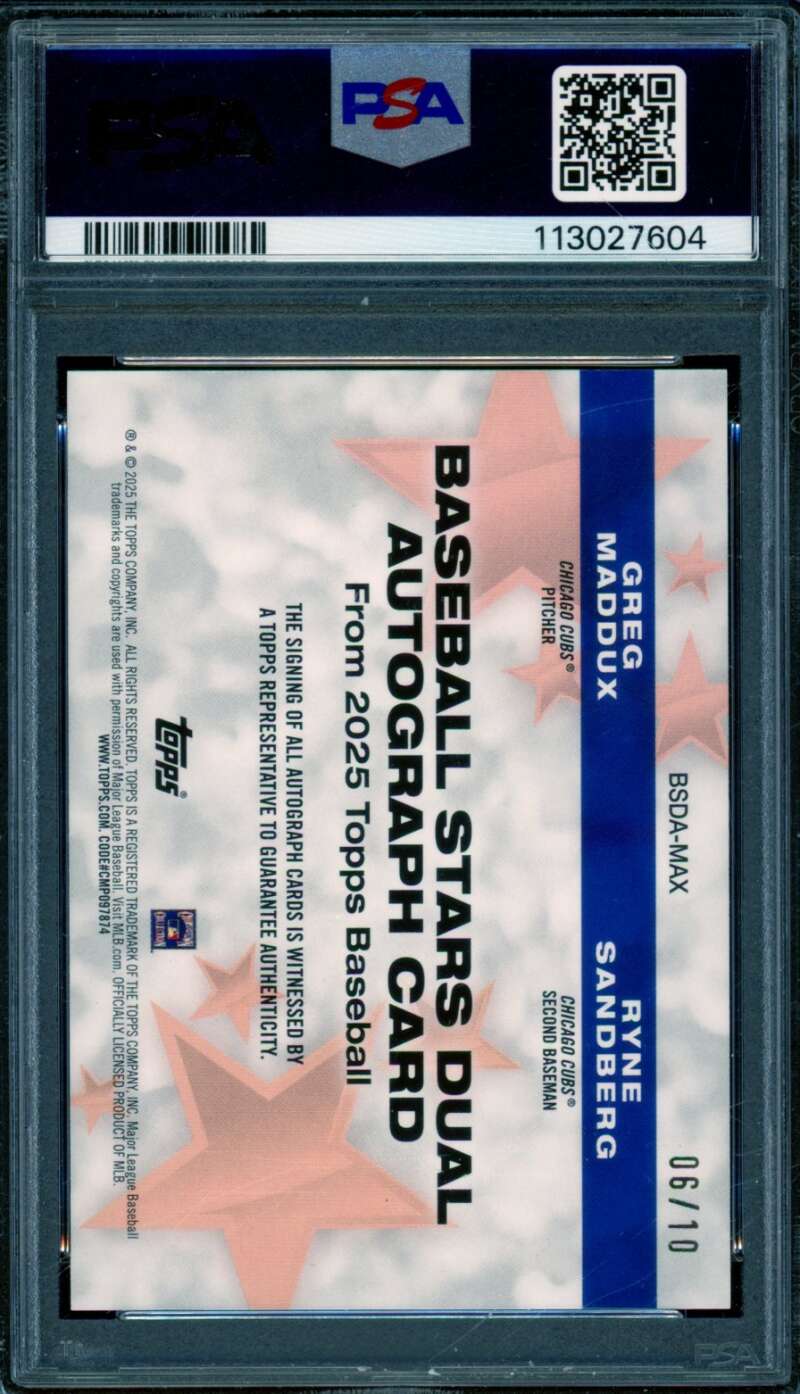 PSA
PSA
113027604
BSDA-MAX
06/10
GREG
MADDUX
CHICAGO CUBS®
PITCHER
RYNE
SANDBERG
CHICAGO CUBS®
SECOND BASEMAN
BASEBALL STARS DUAL
AUTOGRAPH CARD
From 2025 Topps Baseball
THE SIGNING OF ALL AUTOGRAPH CARDS IS WITNESSED BY
A TOPPS REPRESENTATIVE TO GUARANTEE AUTHENTICITY.
topps®
® & © 2025 THE TOPPS COMPANY, INC. ALL RIGHTS RESERVED. TOPPS IS A REGISTERED TRADEMARK OF THE TOPPS COMPANY, INC. Major League Baseball
trademarks and copyrights are used with permission of Major League Baseball. Visit MLB.com. OFFICIALLY LICENSED PRODUCT OF MLB.
WWW.TOPPS.COM. CODE#CMP097874
PSA